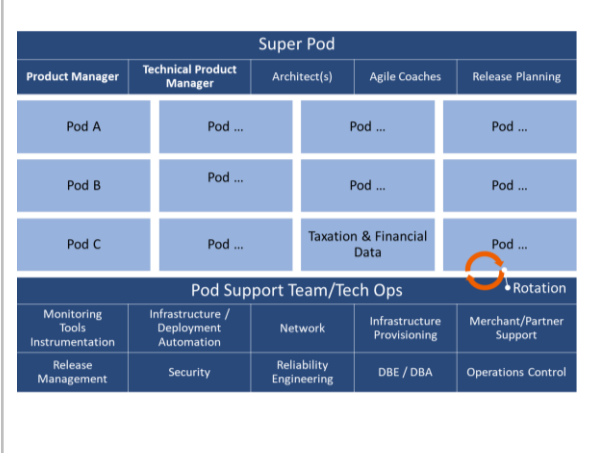 Super Pod
Product Manager
Technical Product
Manager
Architect(s)
Agile Coaches
Release Planning
Pod A
Pod ...
Pod ...
Pod ...
Pod B
Pod ...
Pod ...
Pod ...
Pod C
Pod ...
Taxation & Financial
Data
Pod ...
Pod Support Team/Tech Ops
Rotation
Monitoring
Tools
Instrumentation
Infrastructure /
Deployment
Automation
Network
Infrastructure
Provisioning
Merchant/Partner
Support
Release
Management
Security
Reliability
Engineering
DBE / DBA
Operations Control